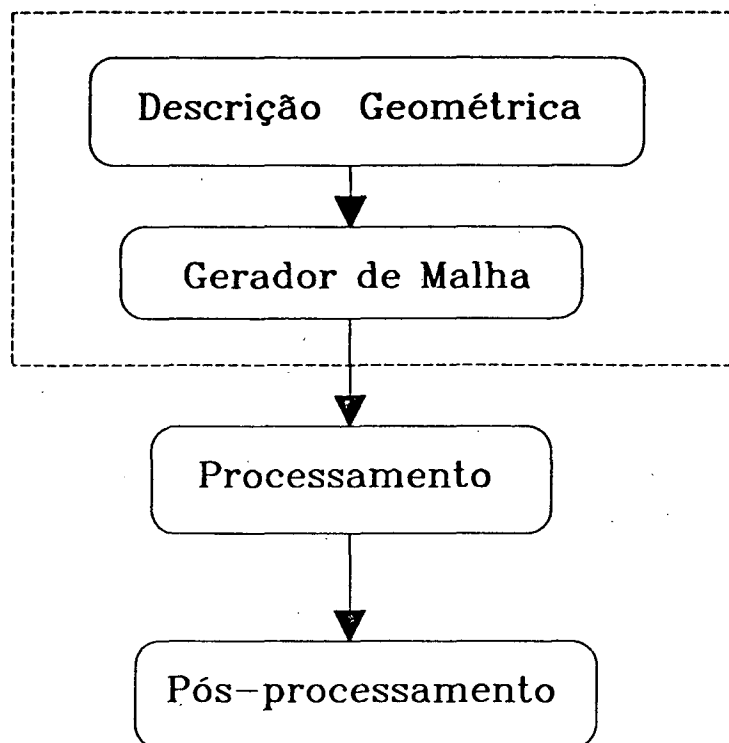 Descrição Geométrica
Gerador de Malha
Processamento
Pós-processamento